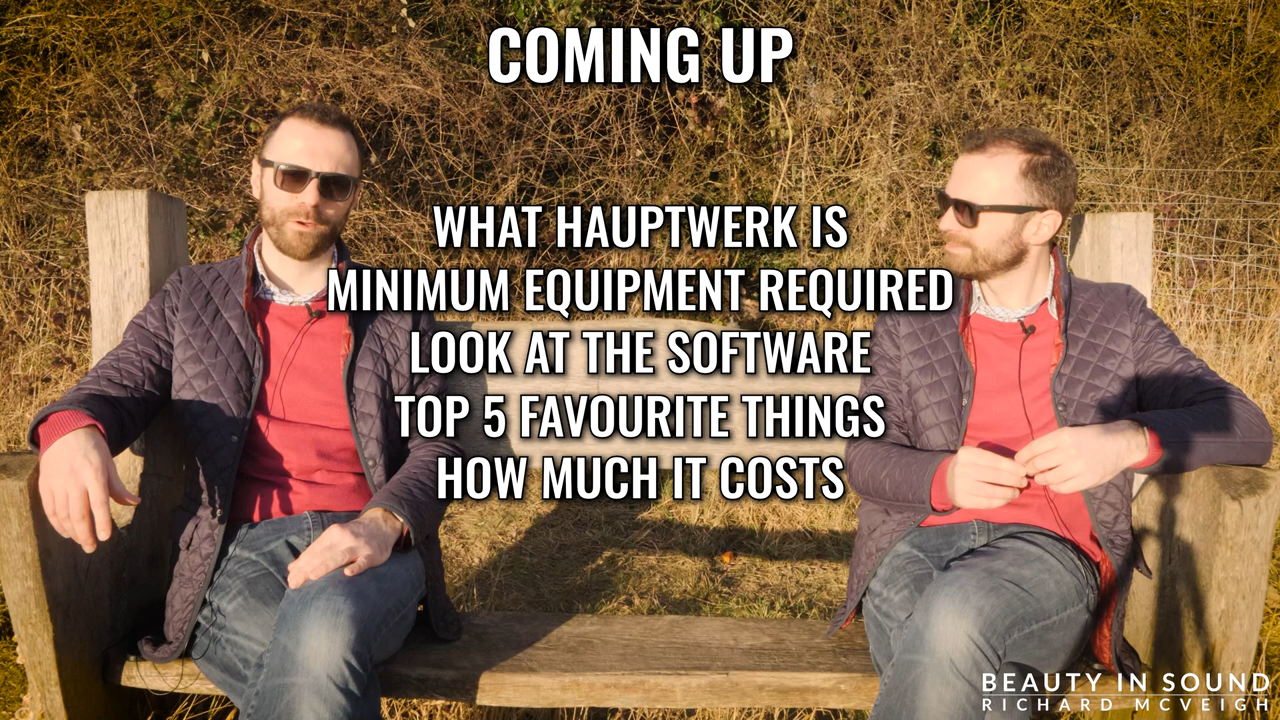 COMING UP
WHAT HAUPTWERK IS
MINIMUM EQUIPMENT REQUIRED
LOOK AT THE SOFTWARE
TOP 5 FAVOURITE THINGS
HOW MUCH IT COSTS
BEAUTY IN SOUND
RICHARD MCVEIGH